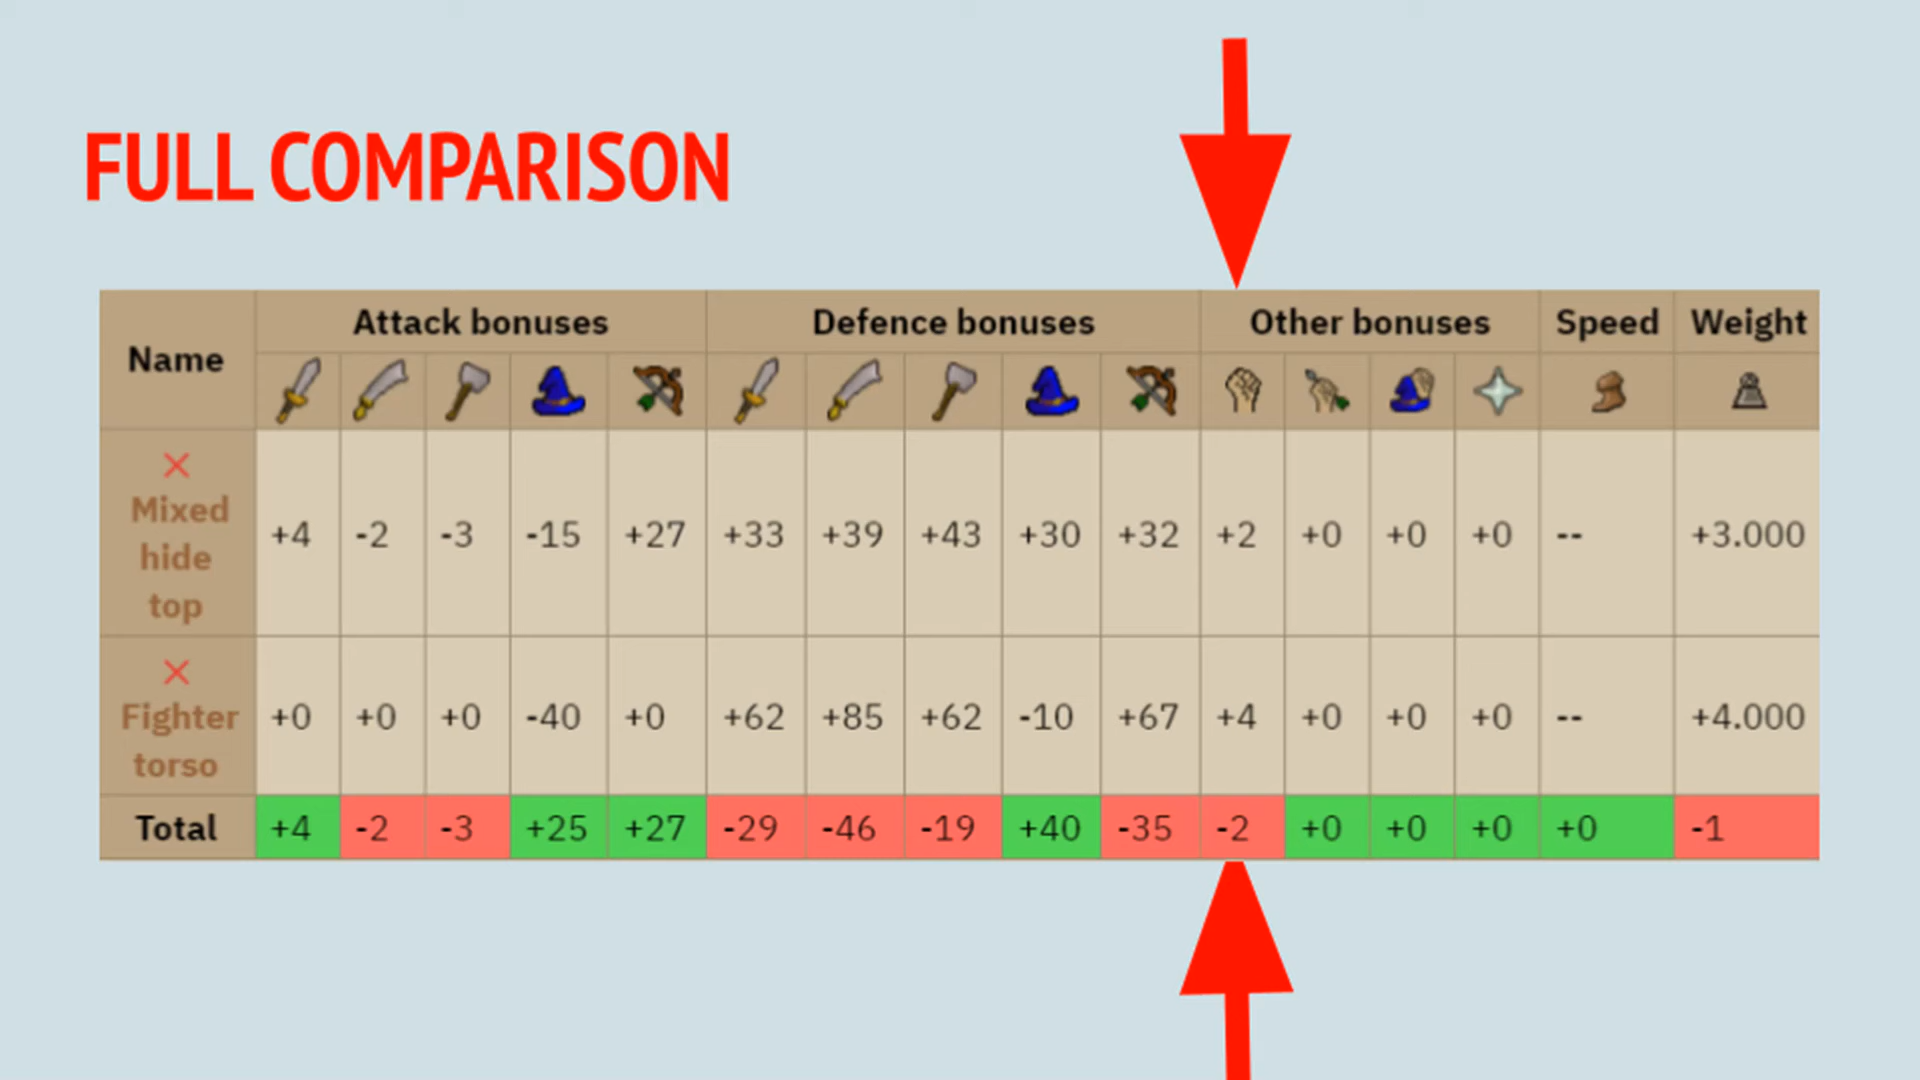 FULL COMPARISON
Name Attack bonuses Defence bonuses Other bonuses Speed Weight
Mixed hide top +4 -2 -3 -15 +27 +33 +39 +43 +30 +32 +2 +0 +0 +0 -- +3.000
Fighter torso +0 +0 +0 -40 +0 +62 +85 +62 -10 +67 +4 +0 +0 +0 -- +4.000
Total +4 -2 -3 +25 +27 -29 -46 -19 +40 -35 -2 +0 +0 +0 +0 -1